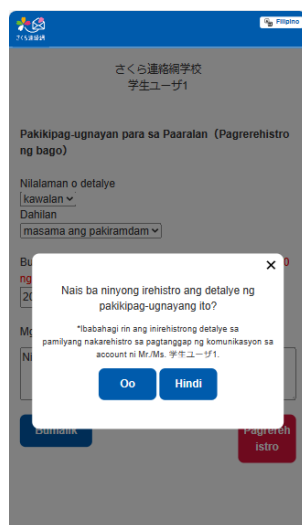 さくら連絡網
Filipino
さくら連絡網学校
学生ユーザ1
Pakikipag-ugnayan para sa Paaralan（Pagrerehistro
ng bago）
Nilalaman o detalye
kawalan
Dahilan
masama ang pakiramdam
Nais ba ninyong irehistro ang detalye ng
pakikipag-ugnayang ito?
*Ibabahagi rin ang inirehistrong detalye sa
pamilyang nakarehistro sa pagtanggap ng komunikasyon sa
account ni Mr./Ms. 学生ユーザ1.
Oo
Hindi
Bumalik
Pagrereh
istro